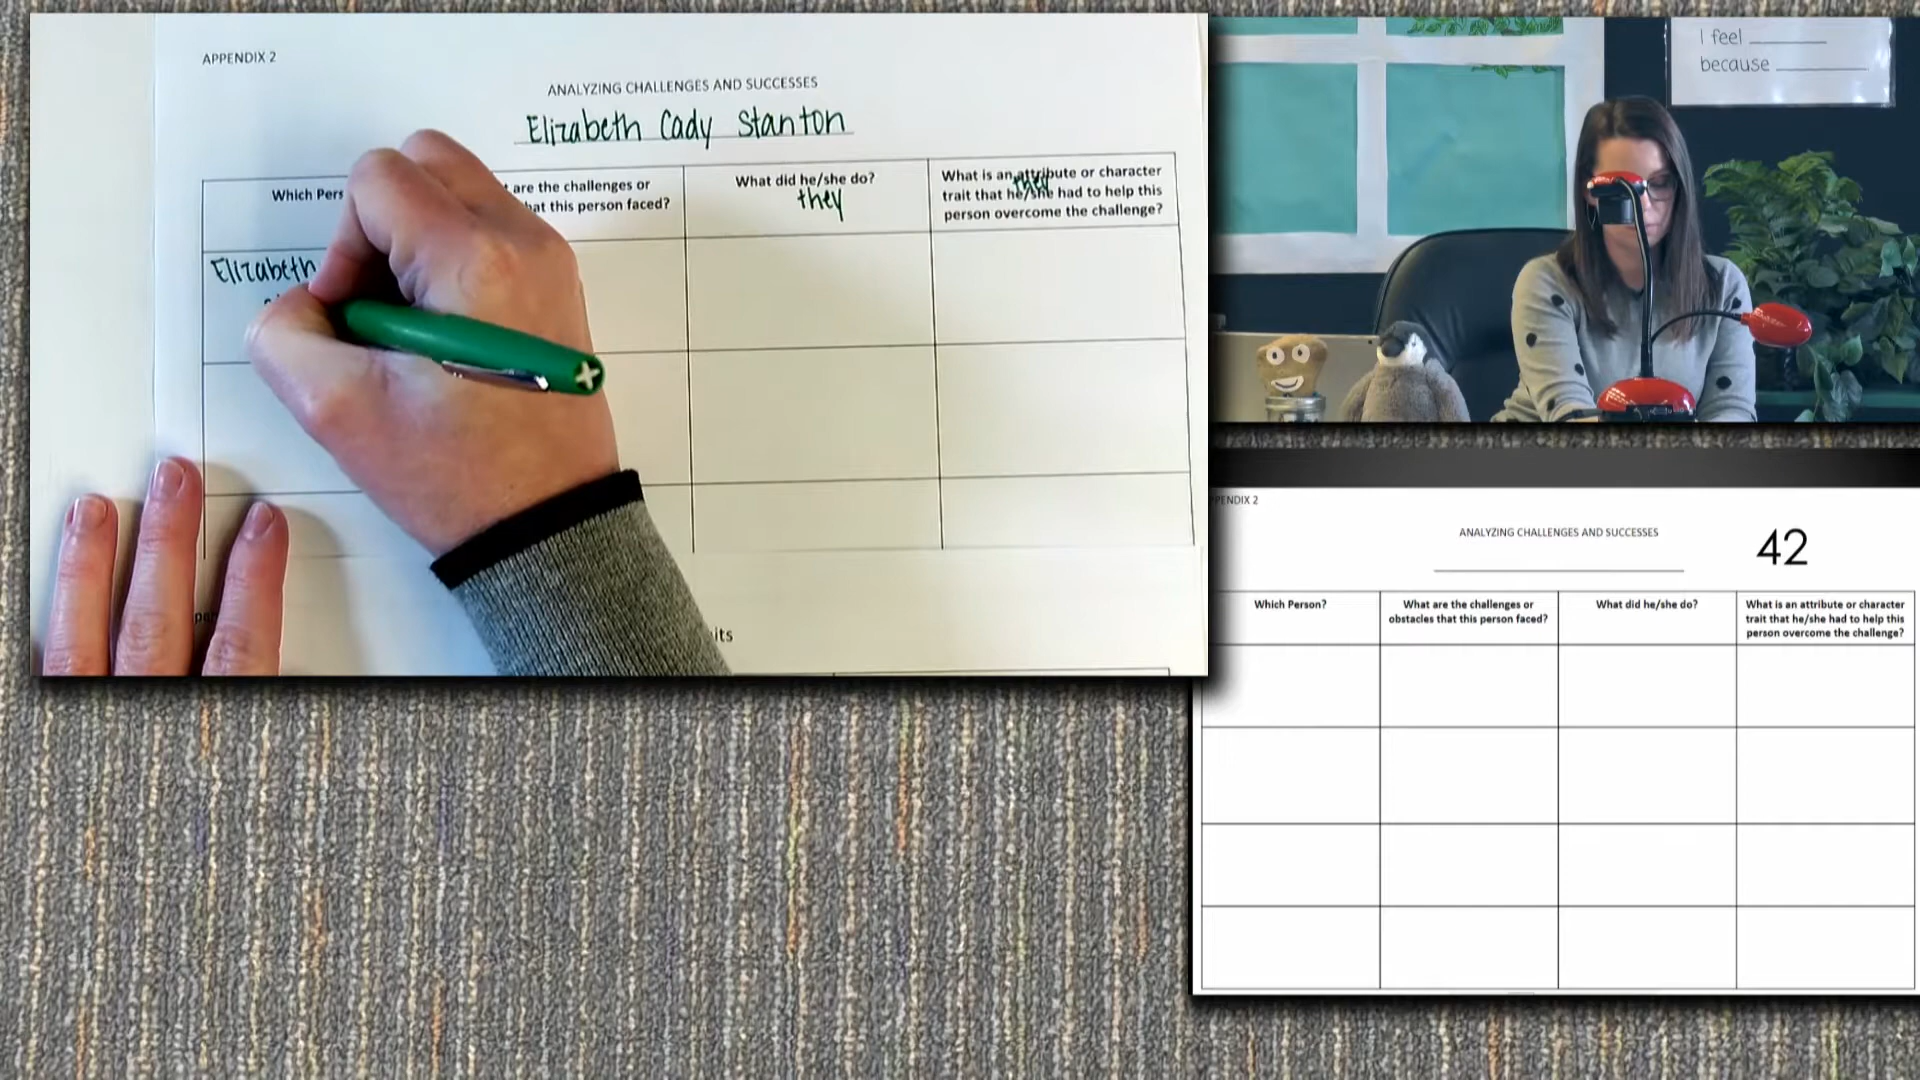 APPENDIX 2
ANALYZING CHALLENGES AND SUCCESSES
Elizabeth Cady Stanton
Which Pers
are the challenges or
hat this person faced?
What did he/she do?
they
What is an attribute or character
they
trait that he/she had to help this
person overcome the challenge?
Elizabeth
its
I feel
because
PENDIX 2
ANALYZING CHALLENGES AND SUCCESSES
42
Which Person?
What are the challenges or
obstacles that this person faced?
What did he/she do?
What is an attribute or character
trait that he/she had to help this
person overcome the challenge?